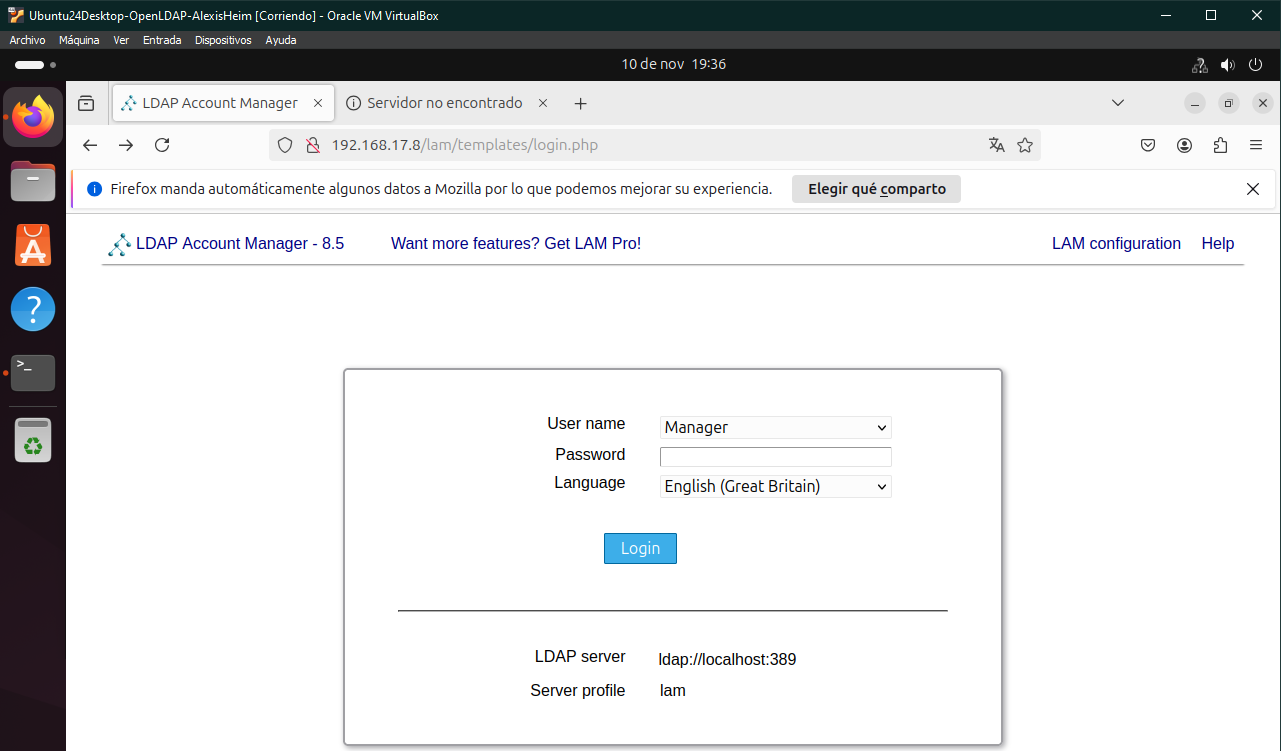 Ubuntu24Desktop-OpenLDAP-AlexisHeim [Corriendo] - Oracle VM VirtualBox
Archivo Máquina Ver Entrada Dispositivos Ayuda
10 de nov 19:36
LDAP Account Manager
Servidor no encontrado
192.168.17.8/lam/templates/login.php
Firefox manda automáticamente algunos datos a Mozilla por lo que podemos mejorar su experiencia. Elegir qué comparto
LDAP Account Manager - 8.5 Want more features? Get LAM Pro! LAM configuration Help
User name Manager
Password
Language English (Great Britain)
Login
LDAP server ldap://localhost:389
Server profile lam